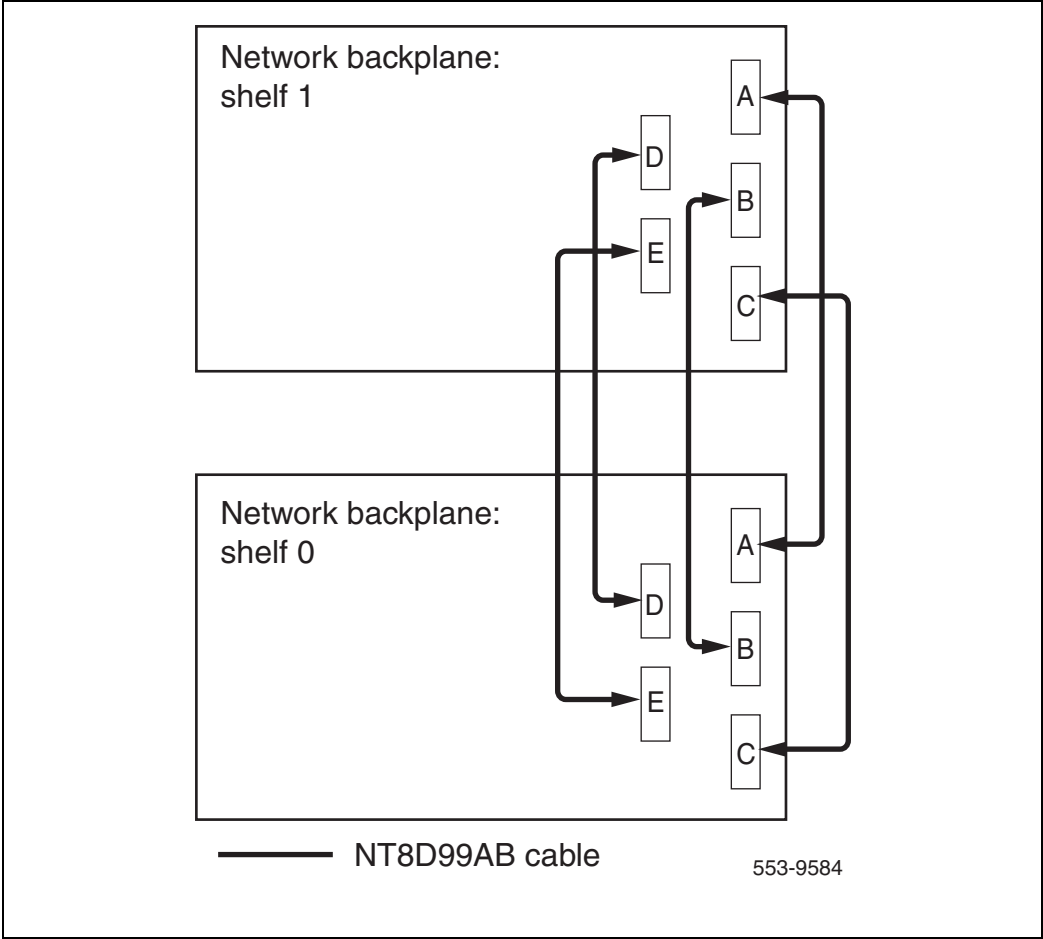 Network backplane:
shelf 1
A
D
B
E
C
Network backplane:
shelf 0
A
D
B
E
C
NT8D99AB cable
553-9584